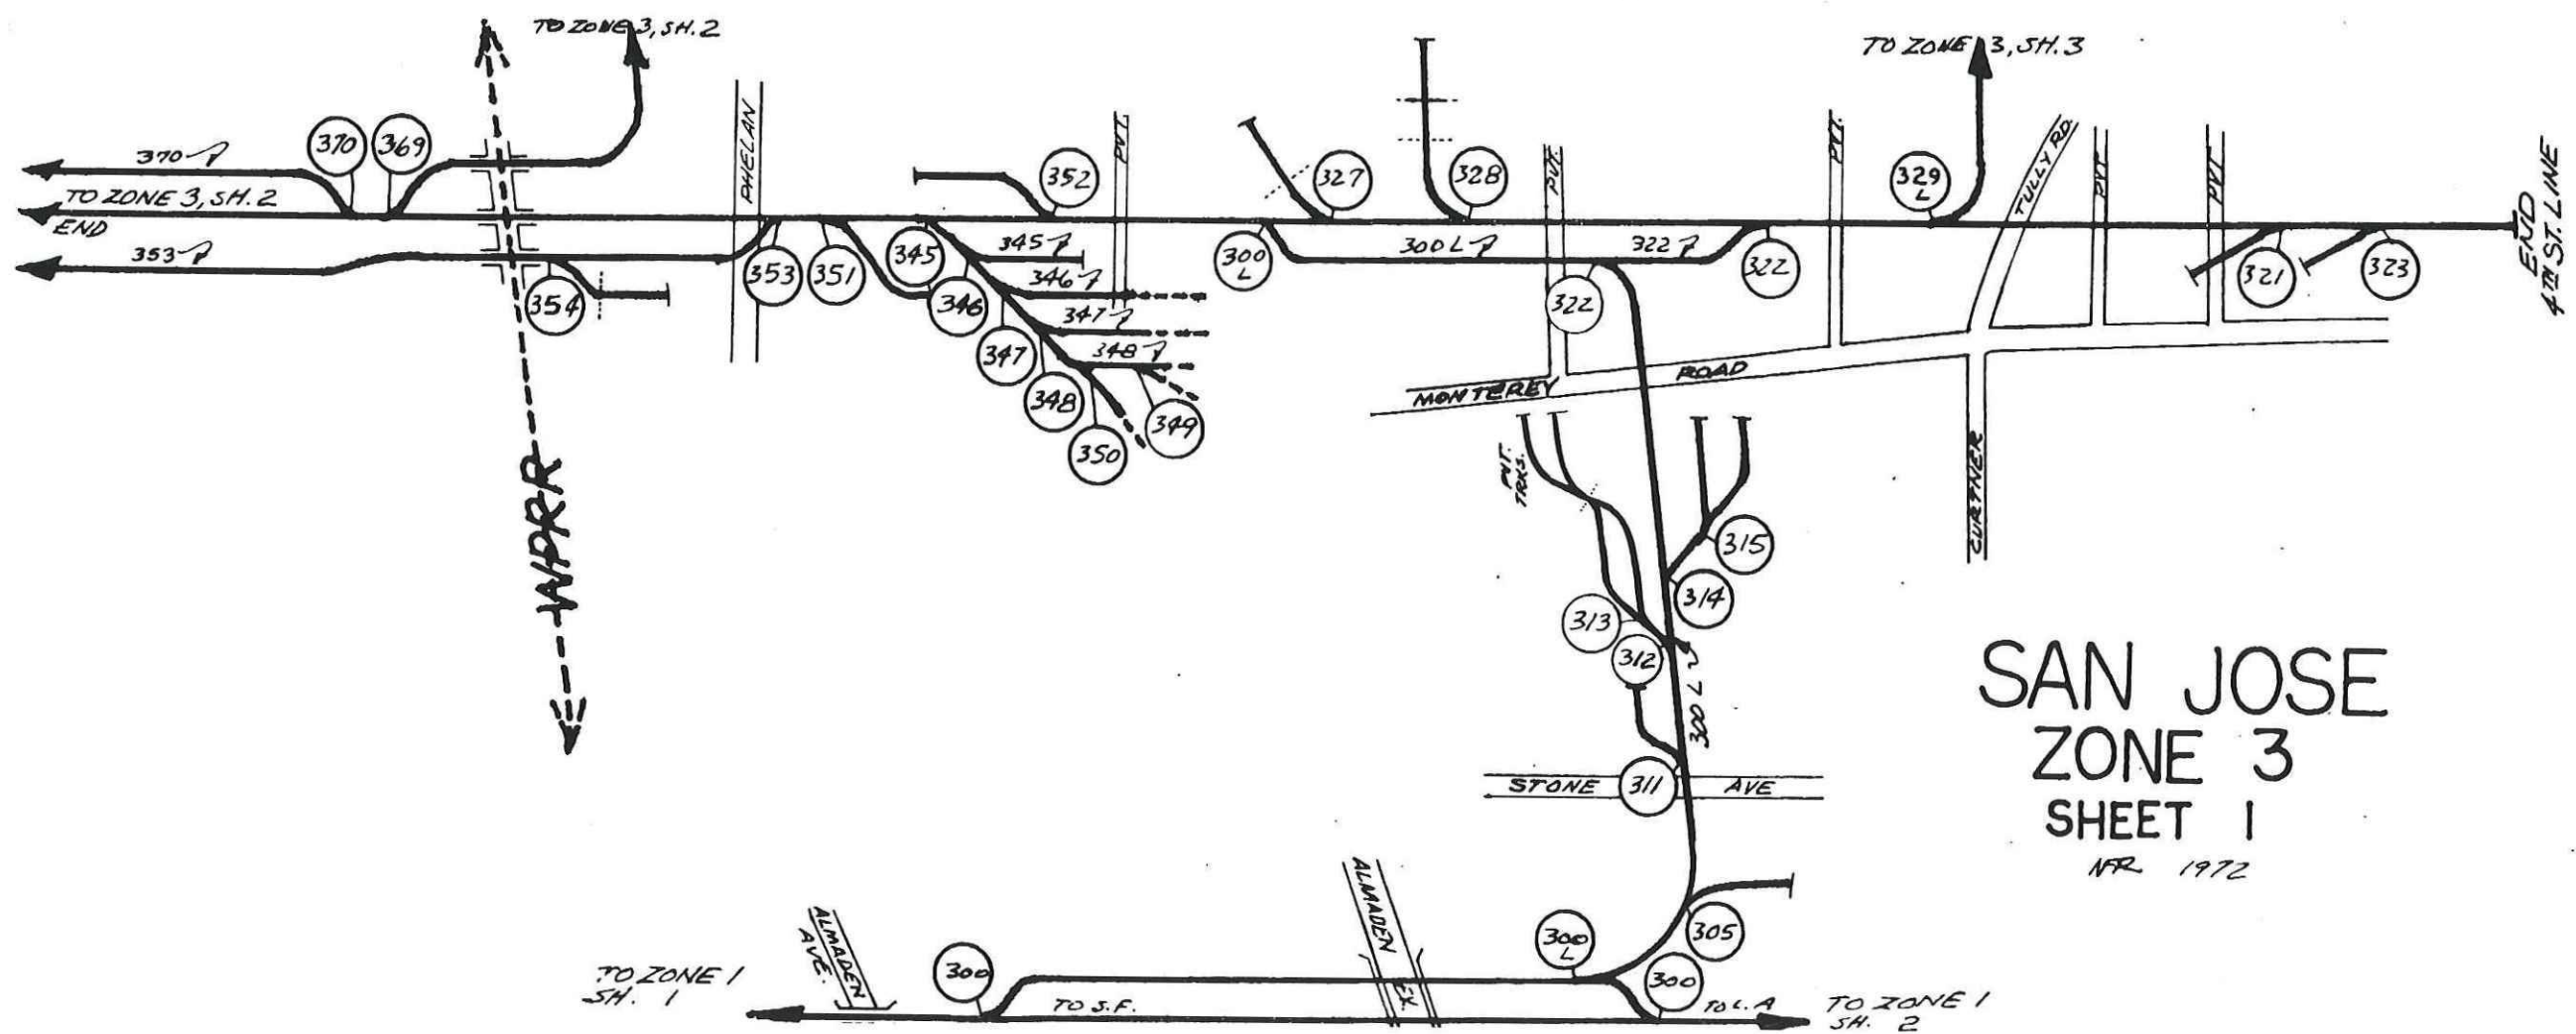 TO ZONE 3, SH. 2
TO ZONE 3, SH. 3
370
369
370
TO ZONE 3, SH. 2
END
353
354
WPRR
PHELAN
353
351
352
PVT.
345
345
346
346
347
347
348
348
349
350
327
328
300 L
300 L
322
322
322
PVT.
PVT.
329 L
TULLY RD.
PVT
PVT
321
323
END
4TH ST. LINE
MONTEREY ROAD
CURTNER
PVT. TRKS.
315
314
313
312
300 L
STONE AVE
311
305
300 L
300
300
ALMADEN AVE.
ALMADEN EX.
TO ZONE 1
SH. 1
TO S.F.
TO L.A
TO ZONE 1
SH. 2
SAN JOSE
ZONE 3
SHEET 1
1972